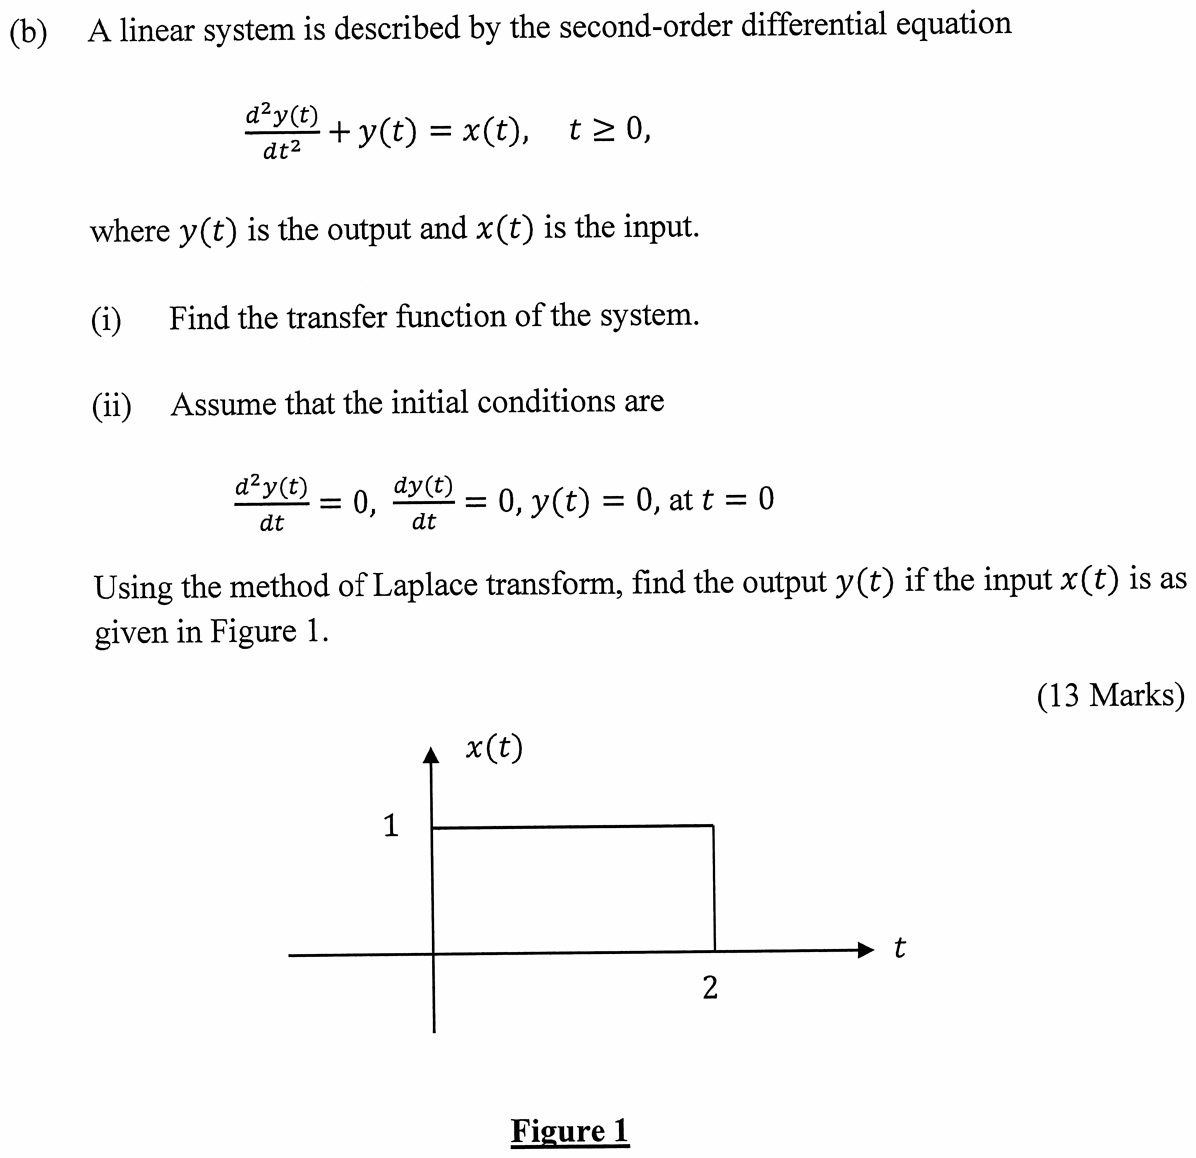 (b) A linear system is described by the second-order differential equation
d²y(t)/dt² + y(t) = x(t), t ≥ 0,
where y(t) is the output and x(t) is the input.
(i) Find the transfer function of the system.
(ii) Assume that the initial conditions are
d²y(t)/dt = 0, dy(t)/dt = 0, y(t) = 0, at t = 0
Using the method of Laplace transform, find the output y(t) if the input x(t) is as
given in Figure 1.
(13 Marks)
x(t)
1
t
2
Figure 1